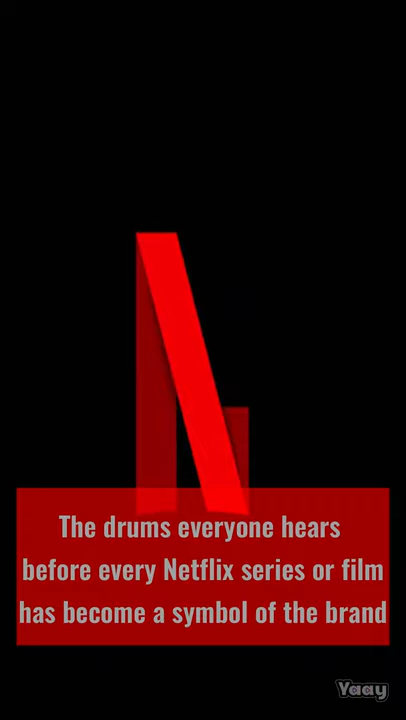 The drums everyone hears
before every Netflix series or film
has become a symbol of the brand
Yaay